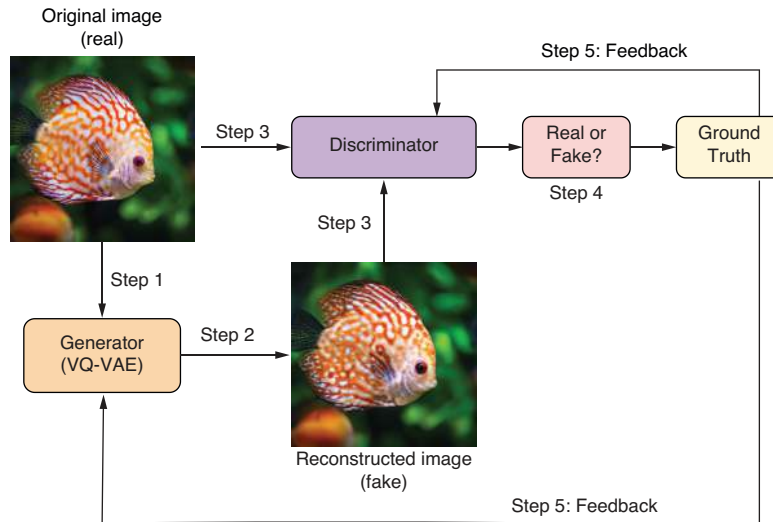 Original image
(real)
Step 5: Feedback
Step 3
Discriminator
Real or
Fake?
Ground
Truth
Step 4
Step 3
Step 1
Generator
(VQ-VAE)
Step 2
Reconstructed image
(fake)
Step 5: Feedback